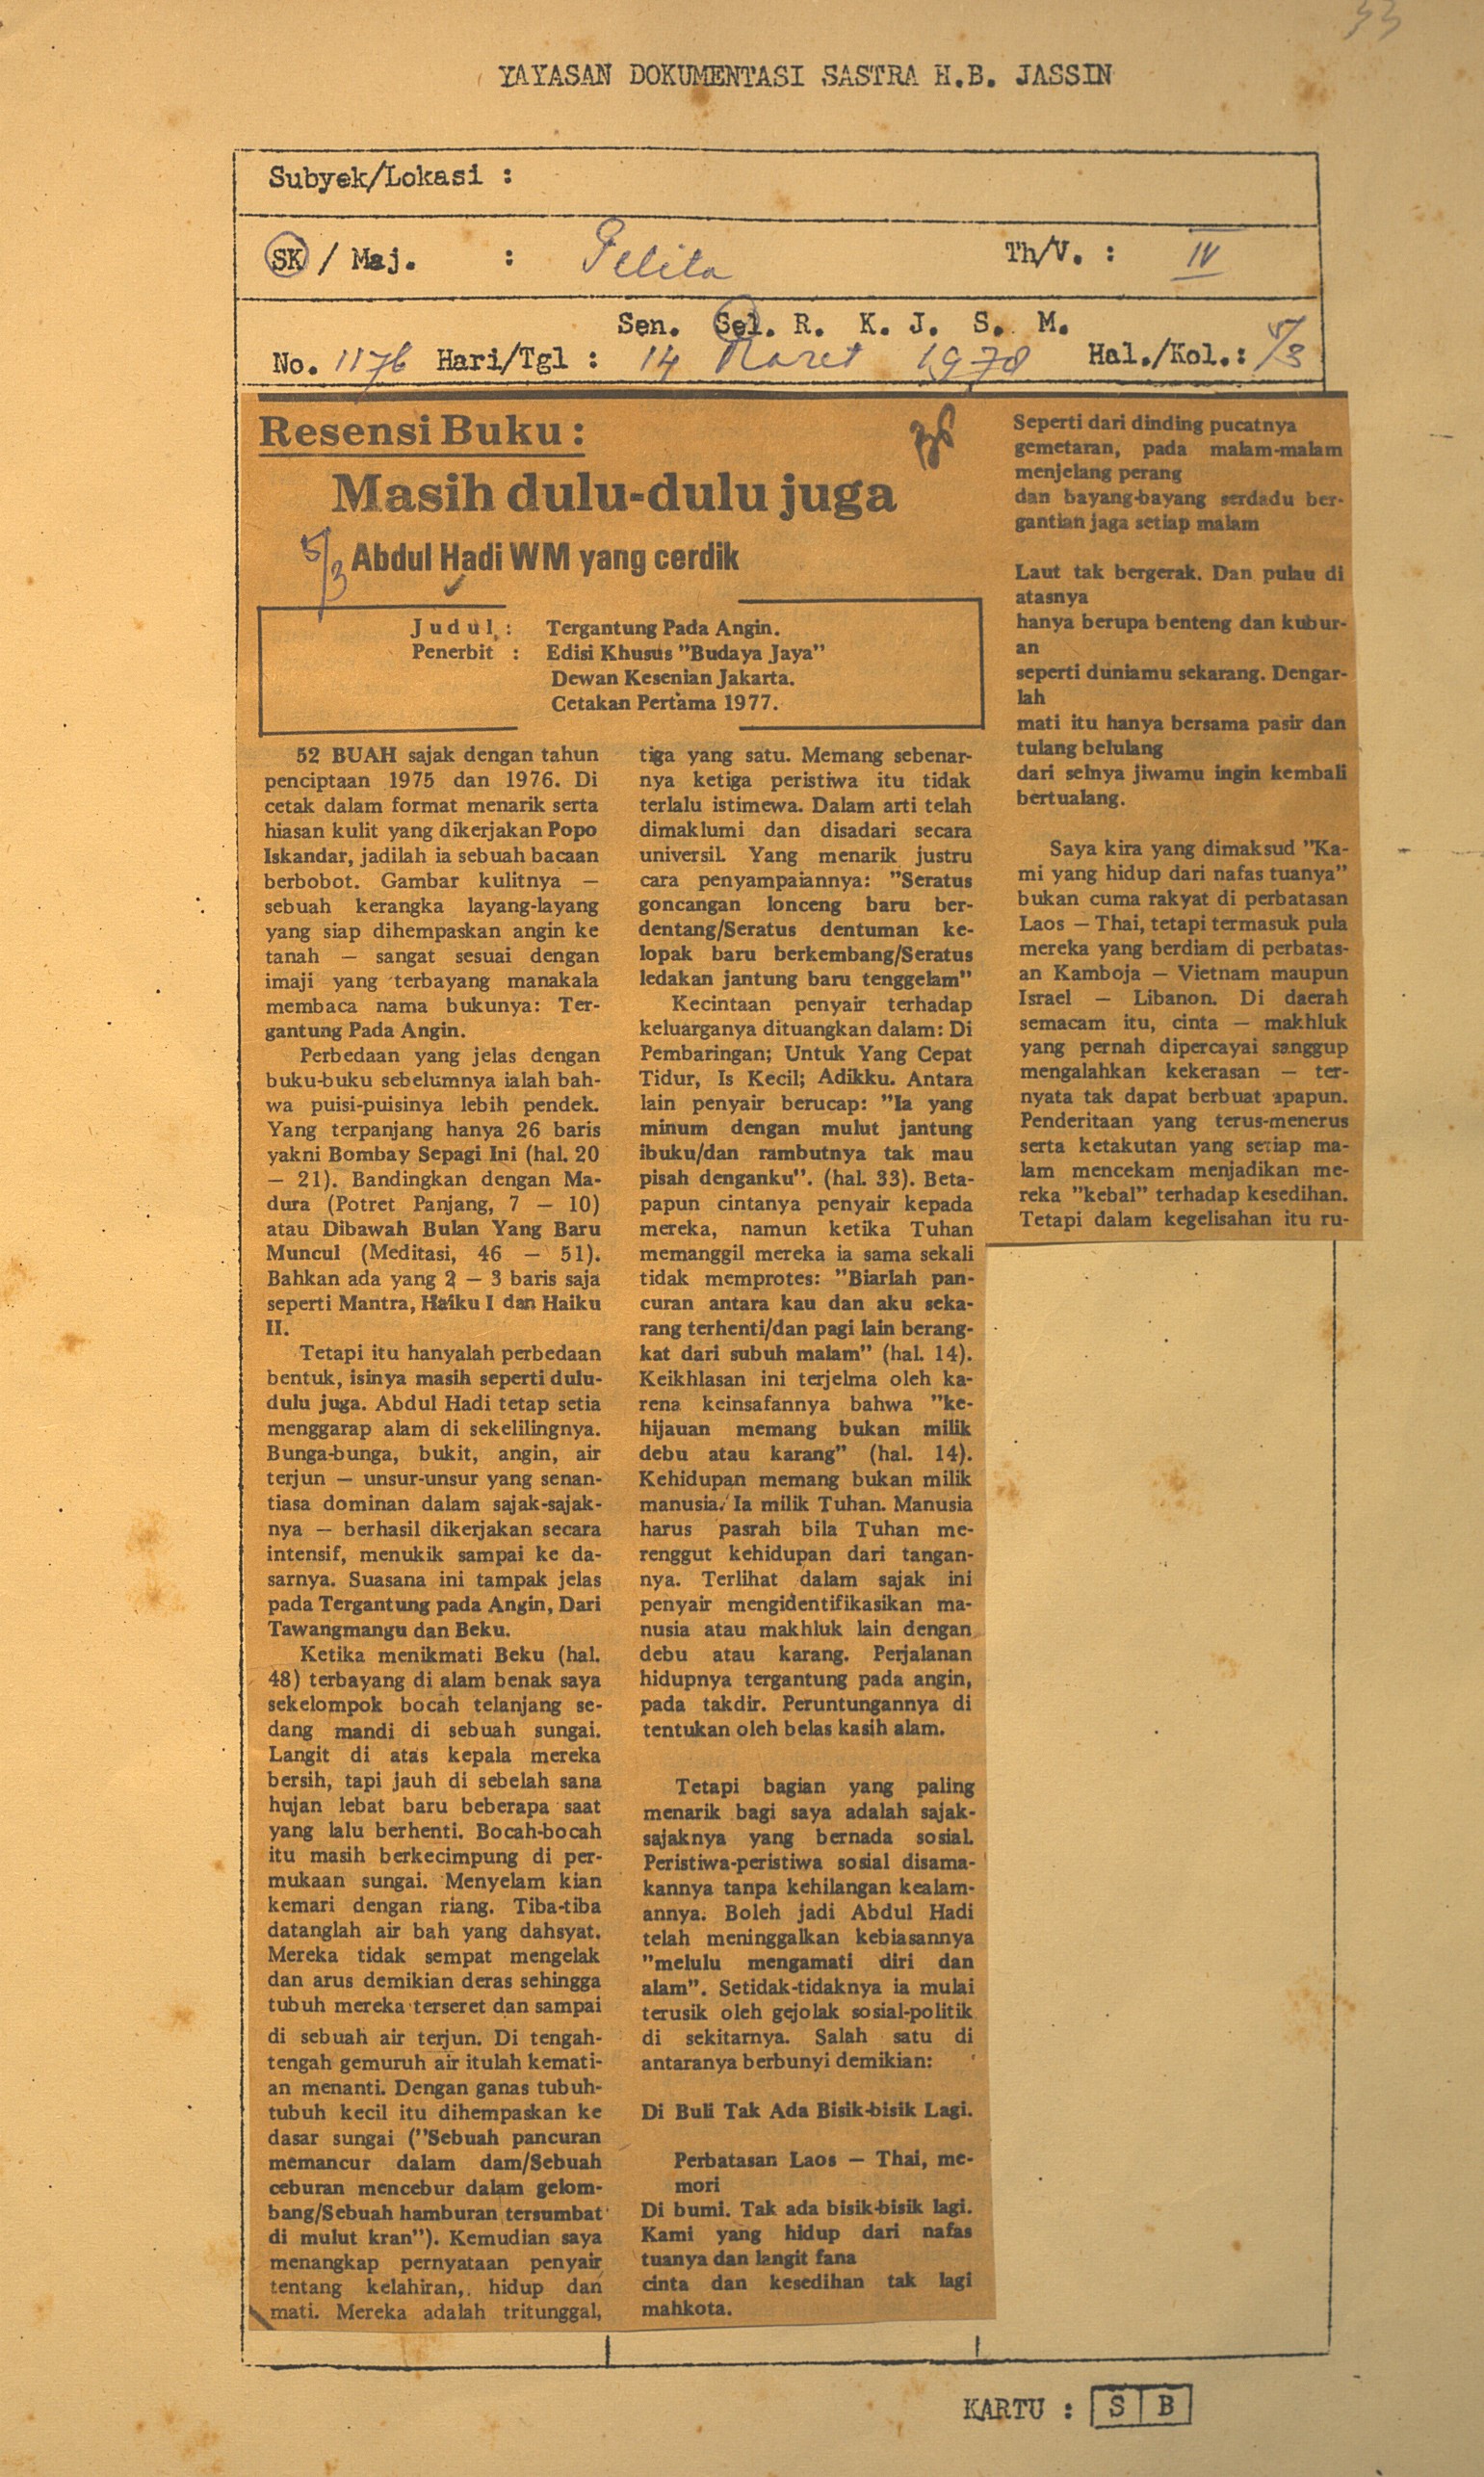 33
YAYASAN DOKUMENTASI SASTRA H.B. JASSIN
Subyek/Lokasi :
SK / Maj. : Pelita Th/V. : IV
Sen. Sel. R. K. J. S. M.
No. 1176 Hari/Tgl : 14 Maret 1978 Hal./Kol.: 5/3
Resensi Buku :
Masih dulu-dulu juga
5/3
Abdul Hadi WM yang cerdik
Judul : Tergantung Pada Angin.
Penerbit : Edisi Khusus "Budaya Jaya"
Dewan Kesenian Jakarta.
Cetakan Pertama 1977.
52 BUAH sajak dengan tahun
penciptaan 1975 dan 1976. Di
cetak dalam format menarik serta
hiasan kulit yang dikerjakan Popo
Iskandar, jadilah ia sebuah bacaan
berbobot. Gambar kulitnya —
sebuah kerangka layang-layang
yang siap dihempaskan angin ke
tanah — sangat sesuai dengan
imaji yang terbayang manakala
membaca nama bukunya: Ter-
gantung Pada Angin.
Perbedaan yang jelas dengan
buku-buku sebelumnya ialah bah-
wa puisi-puisinya lebih pendek.
Yang terpanjang hanya 26 baris
yakni Bombay Sepagi Ini (hal. 20
— 21). Bandingkan dengan Ma-
dura (Potret Panjang, 7 — 10)
atau Dibawah Bulan Yang Baru
Muncul (Meditasi, 46 — 51).
Bahkan ada yang 2 — 3 baris saja
seperti Mantra, Haiku I dan Haiku
II.
Tetapi itu hanyalah perbedaan
bentuk, isinya masih seperti dulu-
dulu juga. Abdul Hadi tetap setia
menggarap alam di sekelilingnya.
Bunga-bunga, bukit, angin, air
terjun — unsur-unsur yang senan-
tiasa dominan dalam sajak-sajak-
nya — berhasil dikerjakan secara
intensif, menukik sampai ke da-
sarnya. Suasana ini tampak jelas
pada Tergantung pada Angin, Dari
Tawangmangu dan Beku.
Ketika menikmati Beku (hal.
48) terbayang di alam benak saya
sekelompok bocah telanjang se-
dang mandi di sebuah sungai.
Langit di atas kepala mereka
bersih, tapi jauh di sebelah sana
hujan lebat baru beberapa saat
yang lalu berhenti. Bocah-bocah
itu masih berkecimpung di per-
mukaan sungai. Menyelam kian
kemari dengan riang. Tiba-tiba
datanglah air bah yang dahsyat.
Mereka tidak sempat mengelak
dan arus demikian deras sehingga
tubuh mereka terseret dan sampai
di sebuah air terjun. Di tengah-
tengah gemuruh air itulah kemati-
an menanti. Dengan ganas tubuh-
tubuh kecil itu dihempaskan ke
dasar sungai ("Sebuah pancuran
memancur dalam dam/Sebuah
ceburan mencebur dalam gelom-
bang/Sebuah hamburan tersumbat
di mulut kran"). Kemudian saya
menangkap pernyataan penyair
tentang kelahiran,. hidup dan
mati. Mereka adalah tritunggal,
tiga yang satu. Memang sebenar-
nya ketiga peristiwa itu tidak
terlalu istimewa. Dalam arti telah
dimaklumi dan disadari secara
universil. Yang menarik justru
cara penyampaiannya: "Seratus
goncangan lonceng baru ber-
dentang/Seratus dentuman ke-
lopak baru berkembang/Seratus
ledakan jantung baru tenggelam"
Kecintaan penyair terhadap
keluarganya dituangkan dalam: Di
Pembaringan; Untuk Yang Cepat
Tidur, Is Kecil; Adikku. Antara
lain penyair berucap: "Ia yang
minum dengan mulut jantung
ibuku/dan rambutnya tak mau
pisah denganku". (hal. 33). Beta-
papun cintanya penyair kepada
mereka, namun ketika Tuhan
memanggil mereka ia sama sekali
tidak memprotes: "Biarlah pan-
curan antara kau dan aku seka-
rang terhenti/dan pagi lain berang-
kat dari subuh malam" (hal. 14).
Keikhlasan ini terjelma oleh ka-
rena keinsafannya bahwa "ke-
hijauan memang bukan milik
debu atau karang" (hal. 14).
Kehidupan memang bukan milik
manusia. Ia milik Tuhan. Manusia
harus pasrah bila Tuhan me-
renggut kehidupan dari tangan-
nya. Terlihat dalam sajak ini
penyair mengidentifikasikan ma-
nusia atau makhluk lain dengan
debu atau karang. Perjalanan
hidupnya tergantung pada angin,
pada takdir. Peruntungannya di
tentukan oleh belas kasih alam.
Tetapi bagian yang paling
menarik bagi saya adalah sajak-
sajaknya yang bernada sosial.
Peristiwa-peristiwa sosial disama-
kannya tanpa kehilangan kealam-
annya. Boleh jadi Abdul Hadi
telah meninggalkan kebiasannya
"melulu mengamati diri dan
alam". Setidak-tidaknya ia mulai
terusik oleh gejolak sosial-politik
di sekitarnya. Salah satu di
antaranya berbunyi demikian:
Di Buli Tak Ada Bisik-bisik Lagi.
Perbatasan Laos — Thai, me-
mori
Di bumi. Tak ada bisik-bisik lagi.
Kami yang hidup dari nafas
tuanya dan langit fana
cinta dan kesedihan tak lagi
mahkota.
Seperti dari dinding pucatnya
gemetaran, pada malam-malam
menjelang perang
dan bayang-bayang serdadu ber-
gantian jaga setiap malam
Laut tak bergerak. Dan pulau di
atasnya
hanya berupa benteng dan kubur-
an
seperti duniamu sekarang. Dengar-
lah
mati itu hanya bersama pasir dan
tulang belulang
dari selnya jiwamu ingin kembali
bertualang.
Saya kira yang dimaksud "Ka-
mi yang hidup dari nafas tuanya"
bukan cuma rakyat di perbatasan
Laos — Thai, tetapi termasuk pula
mereka yang berdiam di perbatas-
an Kamboja — Vietnam maupun
Israel — Libanon. Di daerah
semacam itu, cinta — makhluk
yang pernah dipercayai sanggup
mengalahkan kekerasan — ter-
nyata tak dapat berbuat apapun.
Penderitaan yang terus-menerus
serta ketakutan yang setiap ma-
lam mencekam menjadikan me-
reka "kebal" terhadap kesedihan.
Tetapi dalam kegelisahan itu ru-
KARTU : S B